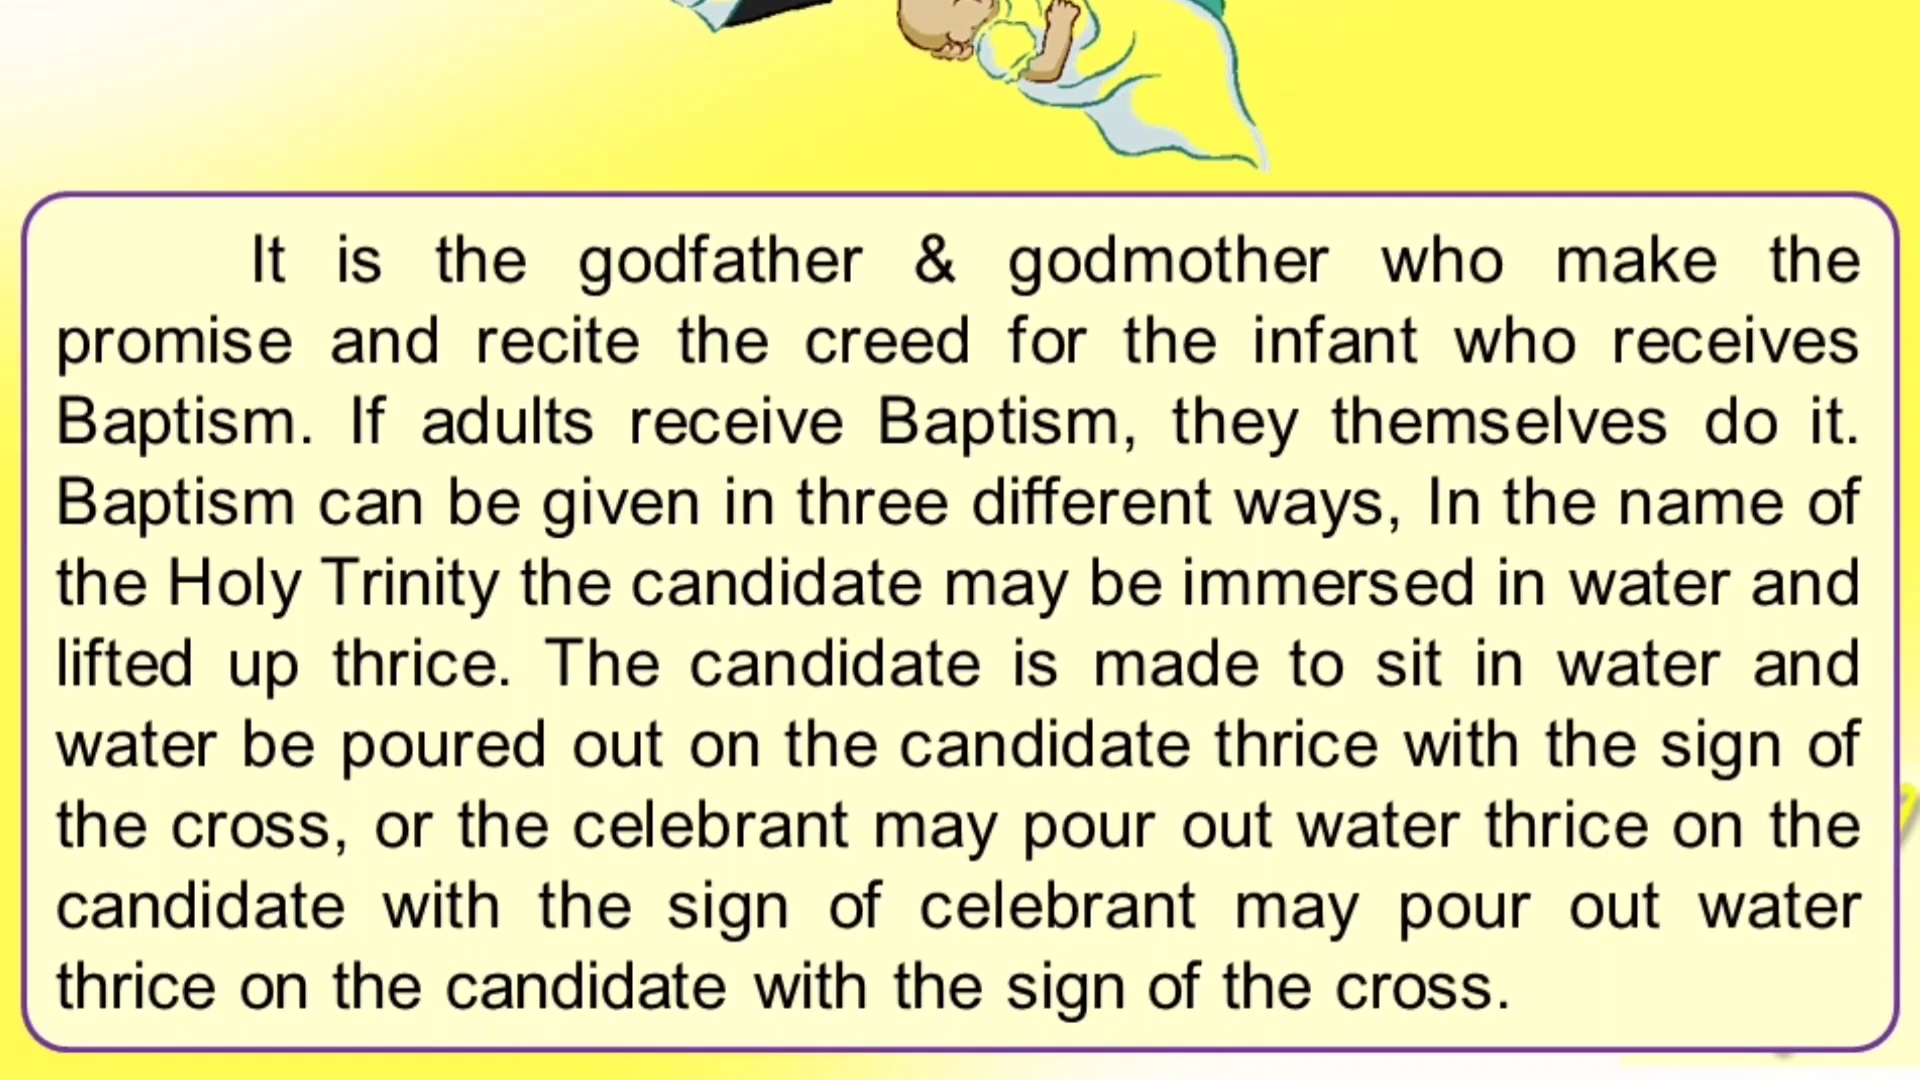 It is the godfather & godmother who make the
promise and recite the creed for the infant who receives
Baptism. If adults receive Baptism, they themselves do it.
Baptism can be given in three different ways, In the name of
the Holy Trinity the candidate may be immersed in water and
lifted up thrice. The candidate is made to sit in water and
water be poured out on the candidate thrice with the sign of
the cross, or the celebrant may pour out water thrice on the
candidate with the sign of celebrant may pour out water
thrice on the candidate with the sign of the cross.